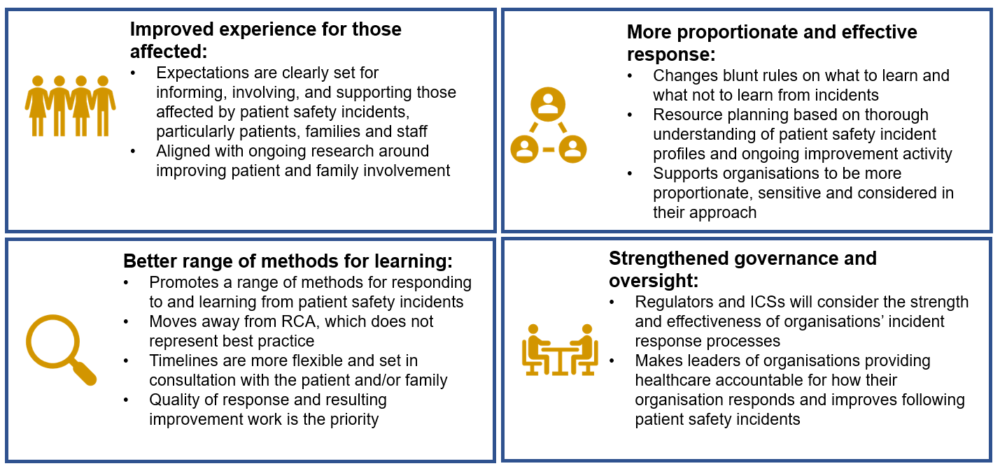 Improved experience for those
affected:
• Expectations are clearly set for
informing, involving, and supporting those
affected by patient safety incidents,
particularly patients, families and staff
• Aligned with ongoing research around
improving patient and family involvement
More proportionate and effective
response:
• Changes blunt rules on what to learn and
what not to learn from incidents
• Resource planning based on thorough
understanding of patient safety incident
profiles and ongoing improvement activity
• Supports organisations to be more
proportionate, sensitive and considered in
their approach
Better range of methods for learning:
• Promotes a range of methods for responding
to and learning from patient safety incidents
• Moves away from RCA, which does not
represent best practice
• Timelines are more flexible and set in
consultation with the patient and/or family
• Quality of response and resulting
improvement work is the priority
Strengthened governance and
oversight:
• Regulators and ICSs will consider the strength
and effectiveness of organisations’ incident
response processes
• Makes leaders of organisations providing
healthcare accountable for how their
organisation responds and improves following
patient safety incidents